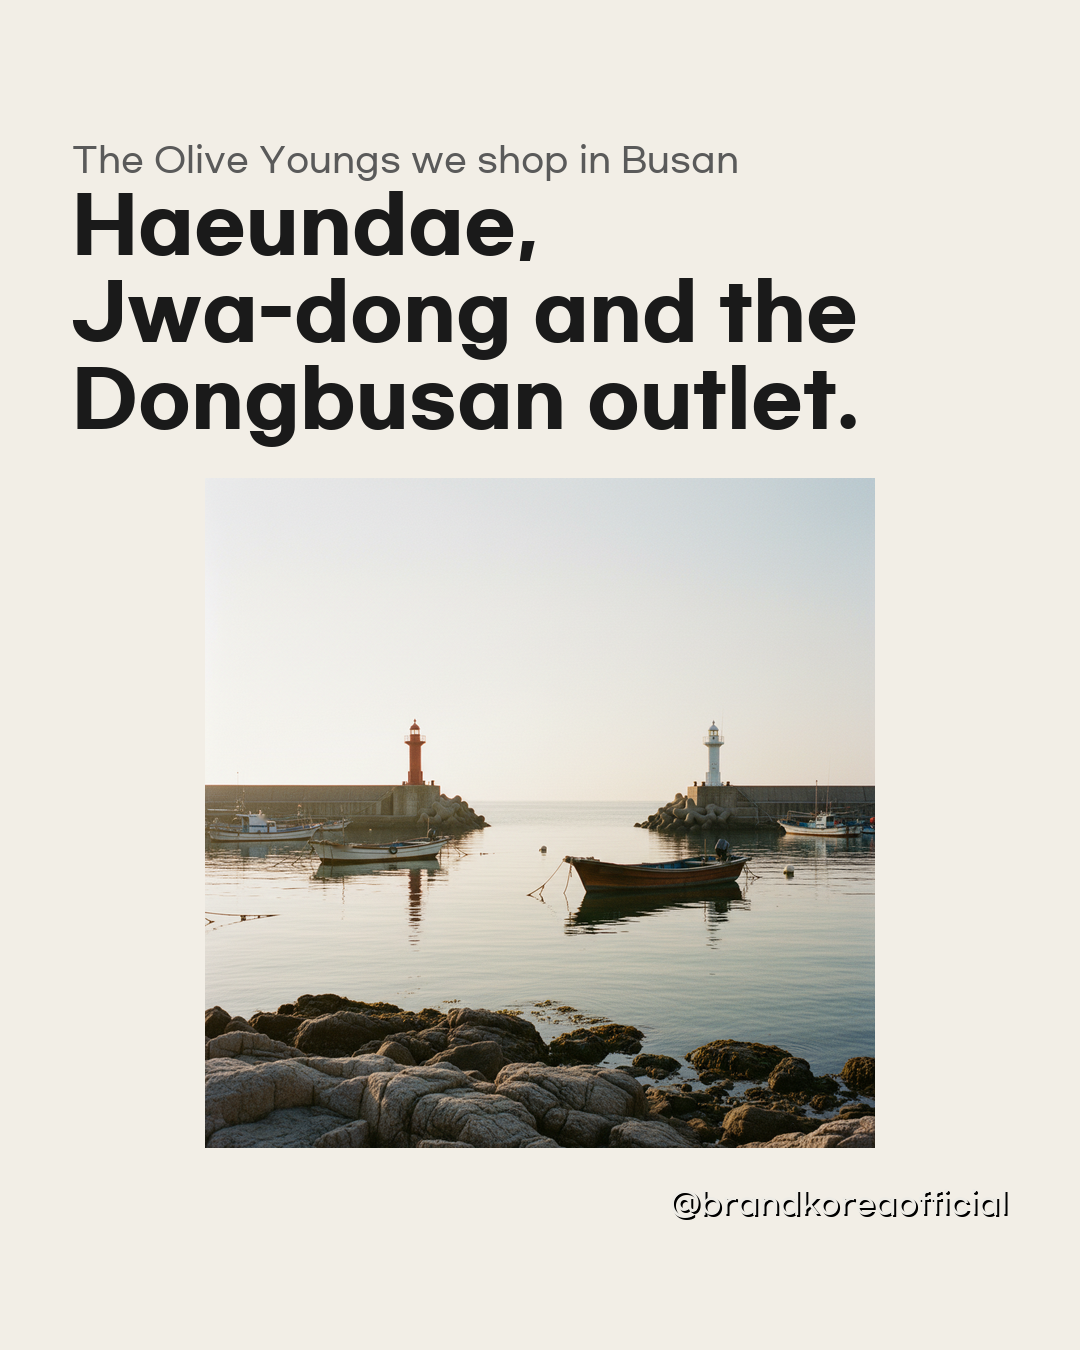 The Olive Youngs we shop in Busan
Haeundae,
Jwa-dong and the
Dongbusan outlet.
@brandkoreaofficial